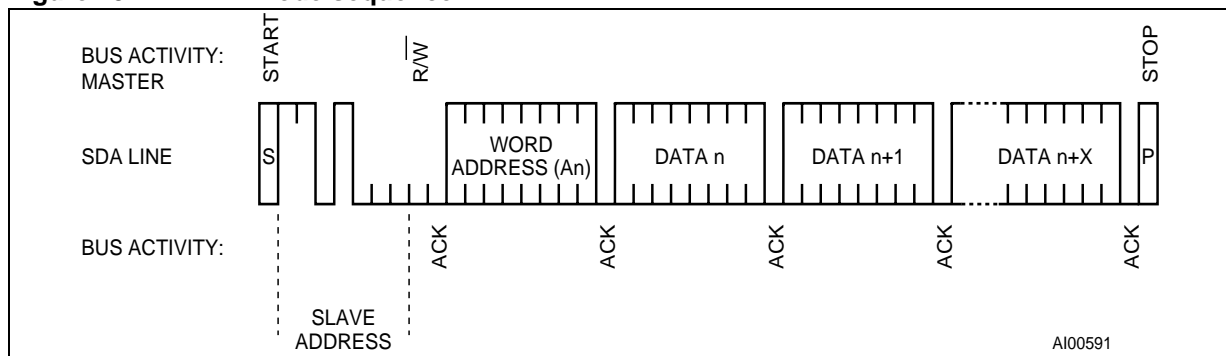 BUS ACTIVITY:
MASTER
START
R/W
STOP
SDA LINE
S
WORD
ADDRESS (An)
DATA n
DATA n+1
DATA n+X
P
BUS ACTIVITY:
ACK
ACK
ACK
ACK
ACK
SLAVE
ADDRESS
AI00591